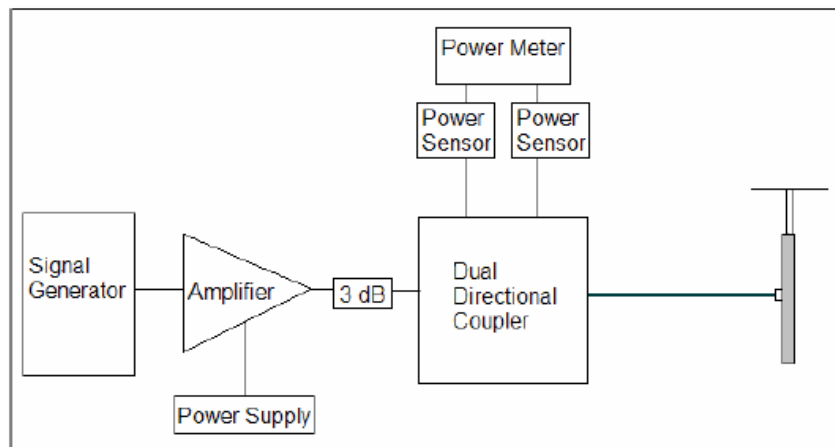 Power Meter
Power
Sensor
Power
Sensor
Signal
Generator
Amplifier
3 dB
Dual
Directional
Coupler
Power Supply